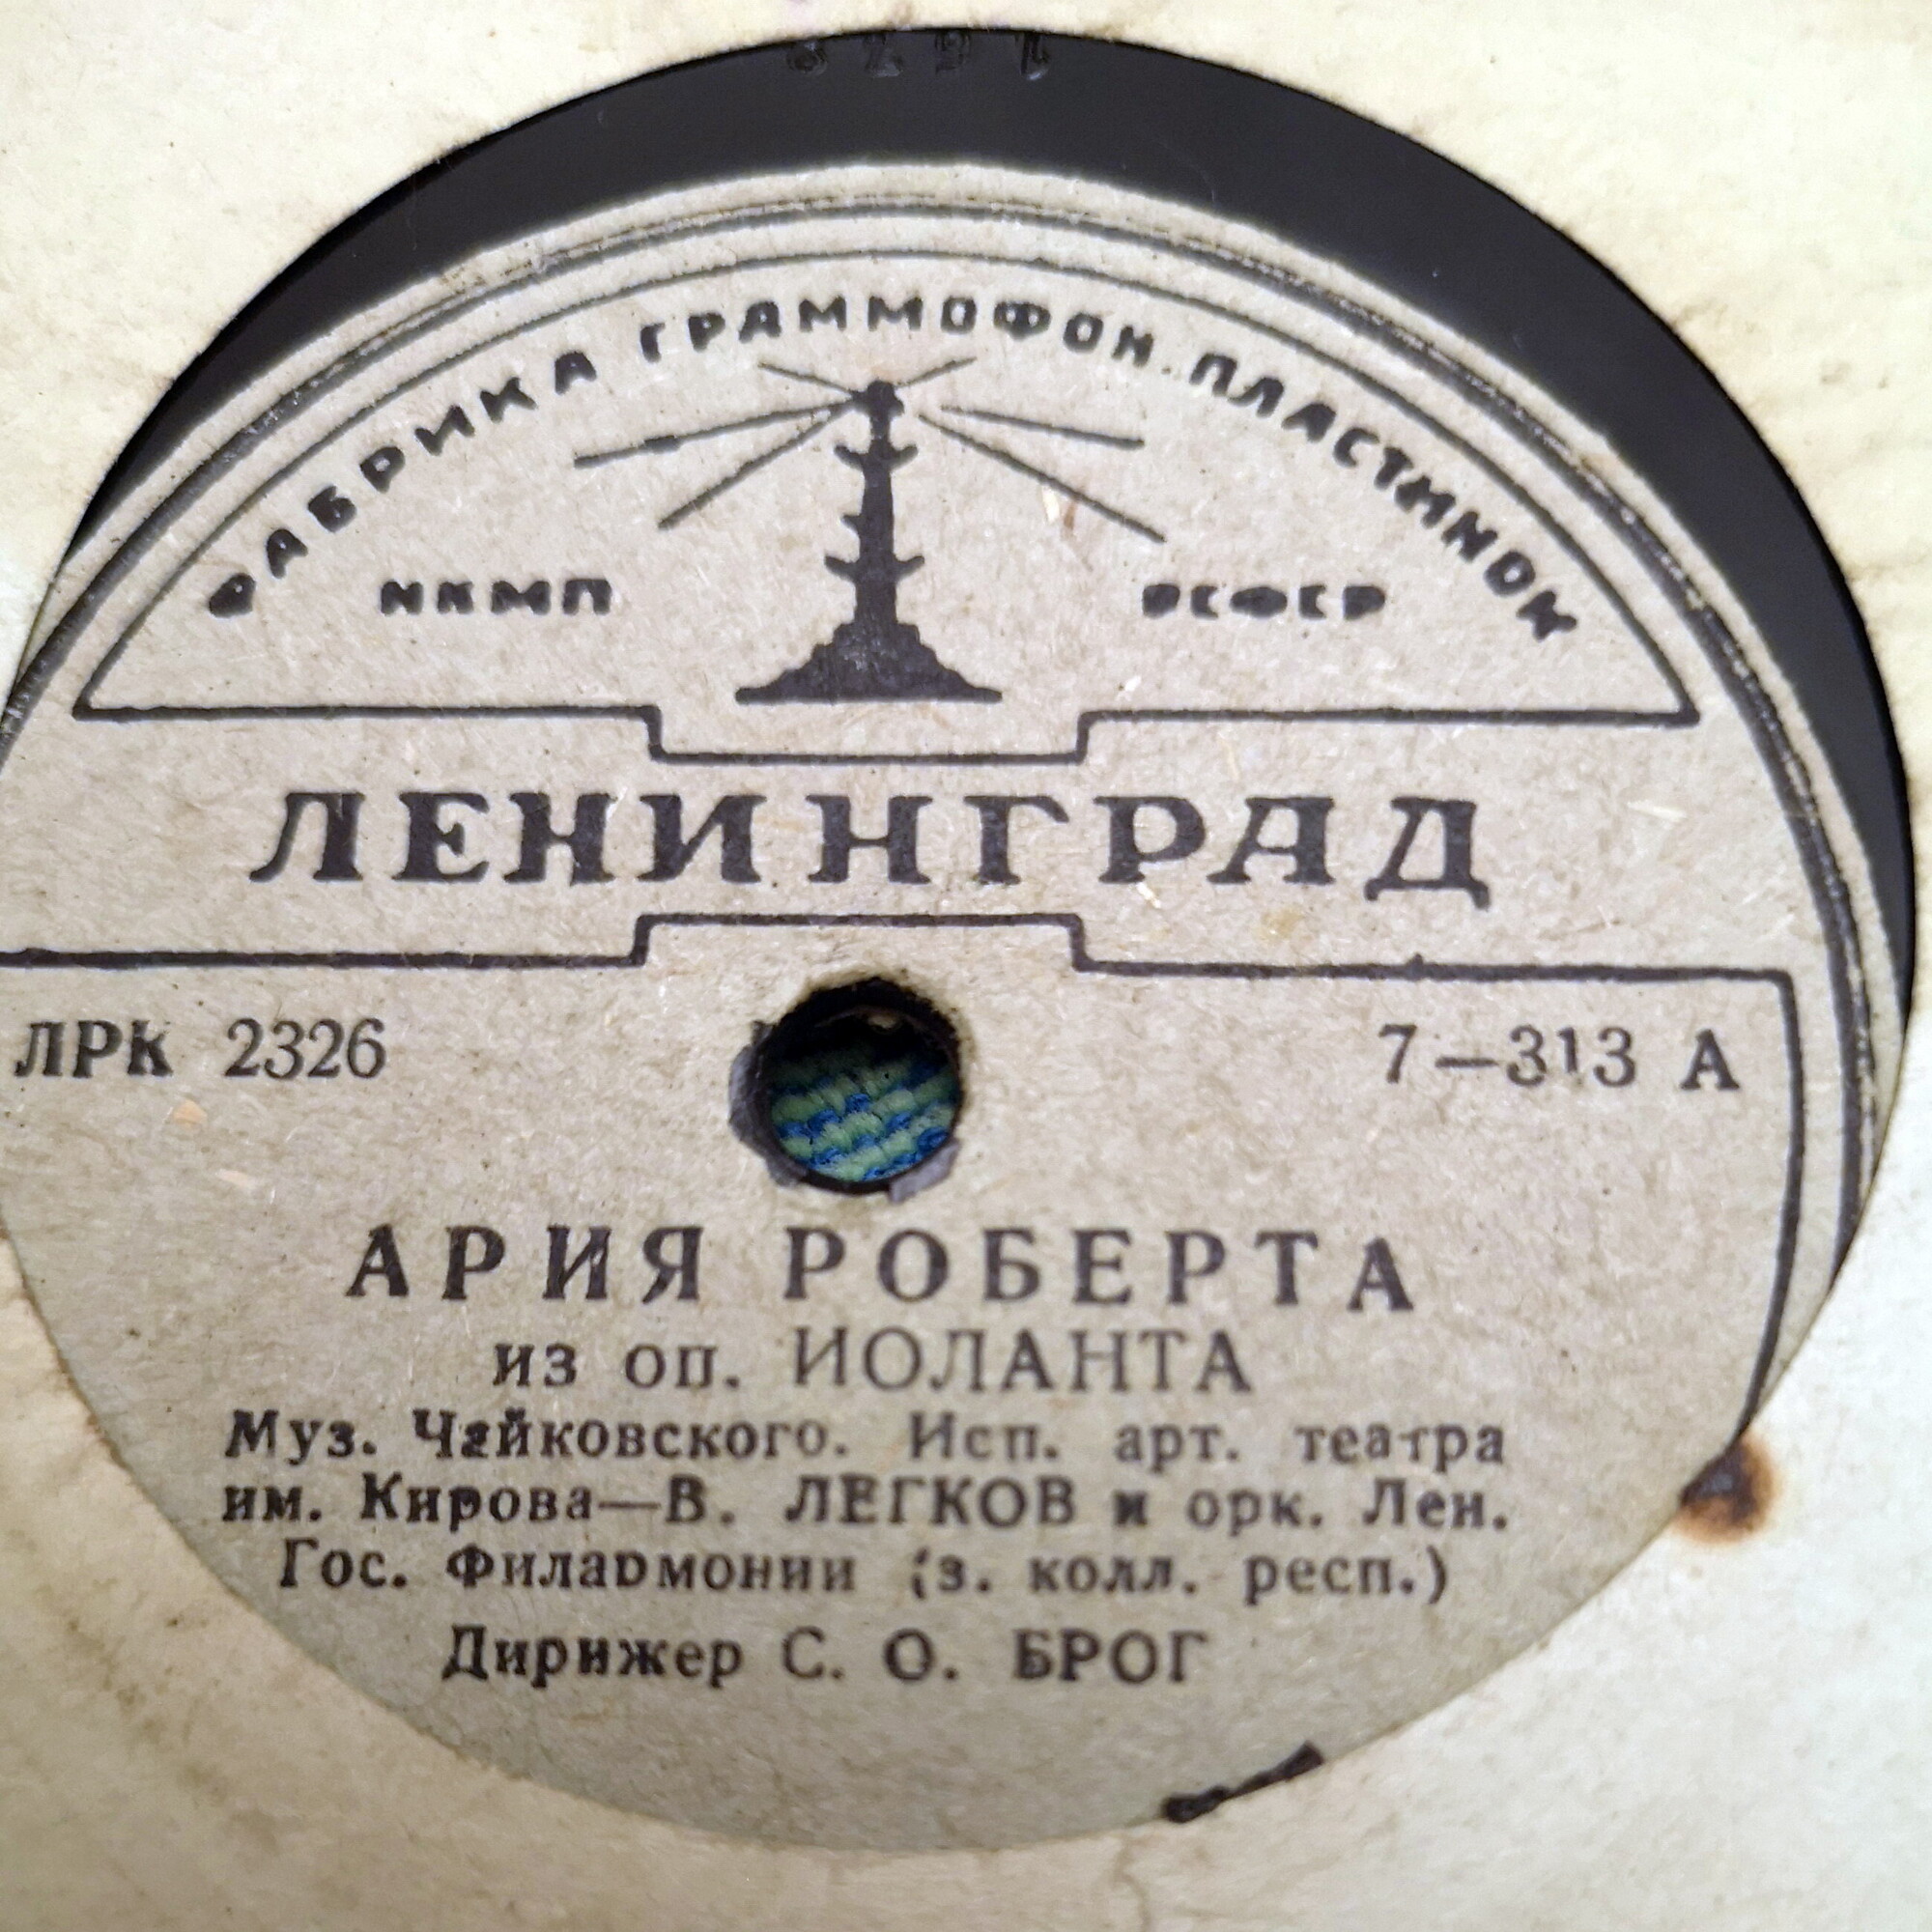 ФАБРИКА ГРАММОФОН. ПЛАСТИНОК
НКМП РСФСР
ЛЕНИНГРАД
ЛРК 2326 7—313 А
АРИЯ РОБЕРТА
из оп. ИОЛАНТА
Муз. Чайковского. Исп. арт. театра
им. Кирова—В. ЛЕГКОВ и орк. Лен.
Гос. Филармонии (з. колл. респ.)
Дирижер С. О. БРОГ